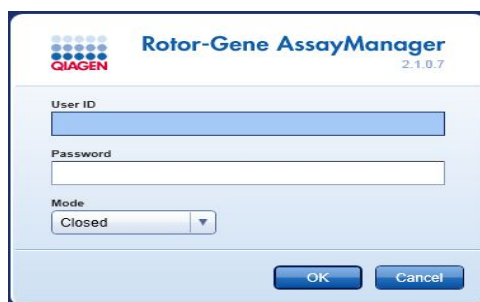 QIAGEN
Rotor-Gene AssayManager
2.1.0.7
User ID
Password
Mode
Closed
OK
Cancel